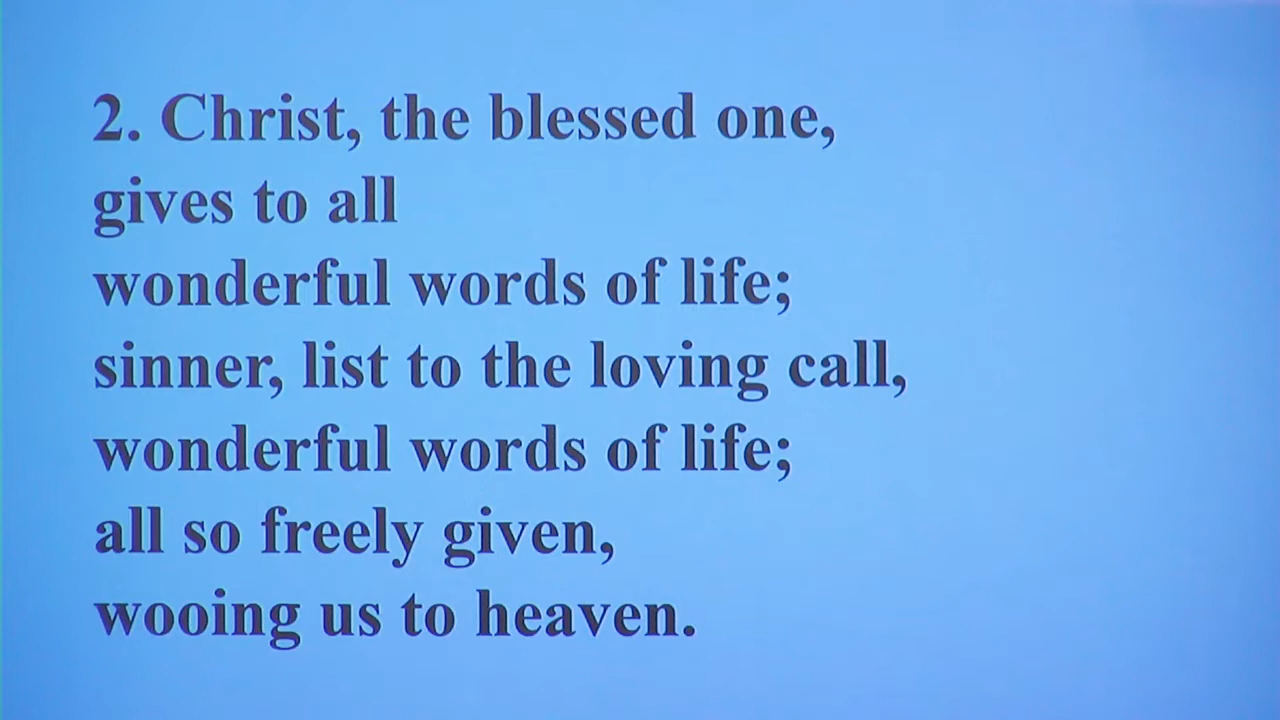 2. Christ, the blessed one,
gives to all
wonderful words of life;
sinner, list to the loving call,
wonderful words of life;
all so freely given,
wooing us to heaven.